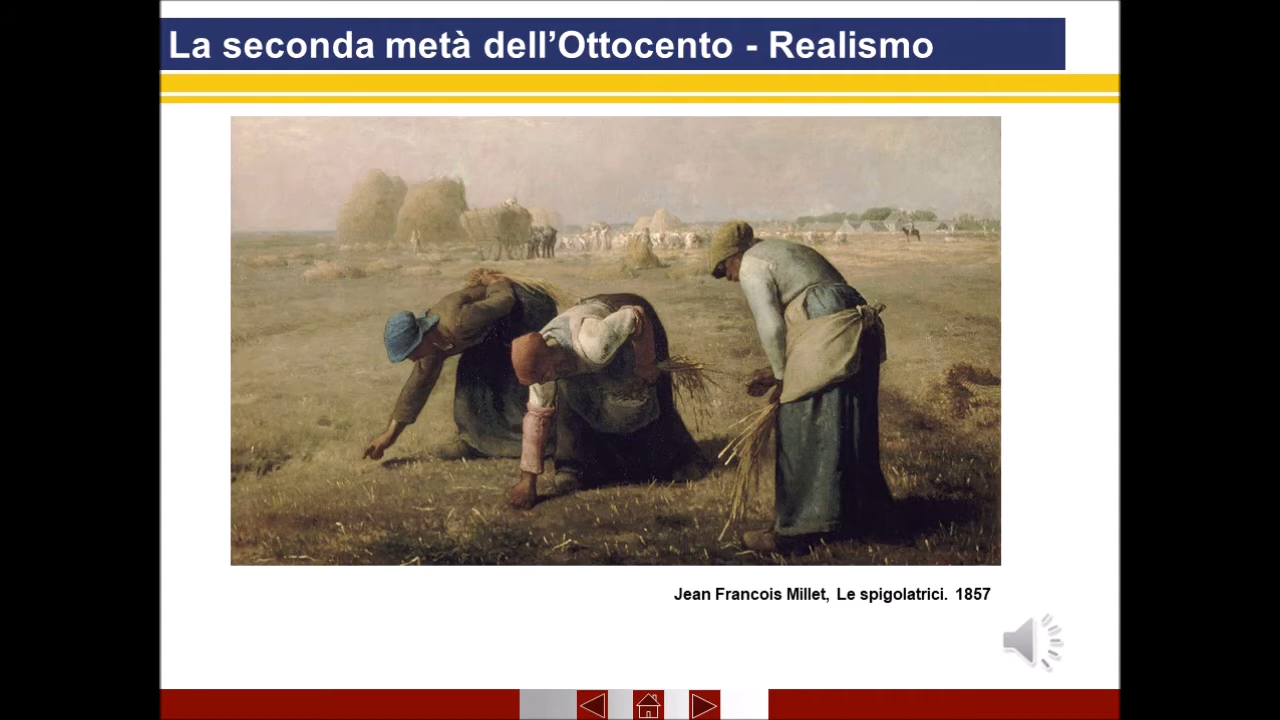 La seconda metà dell’Ottocento - Realismo
Jean Francois Millet, Le spigolatrici. 1857